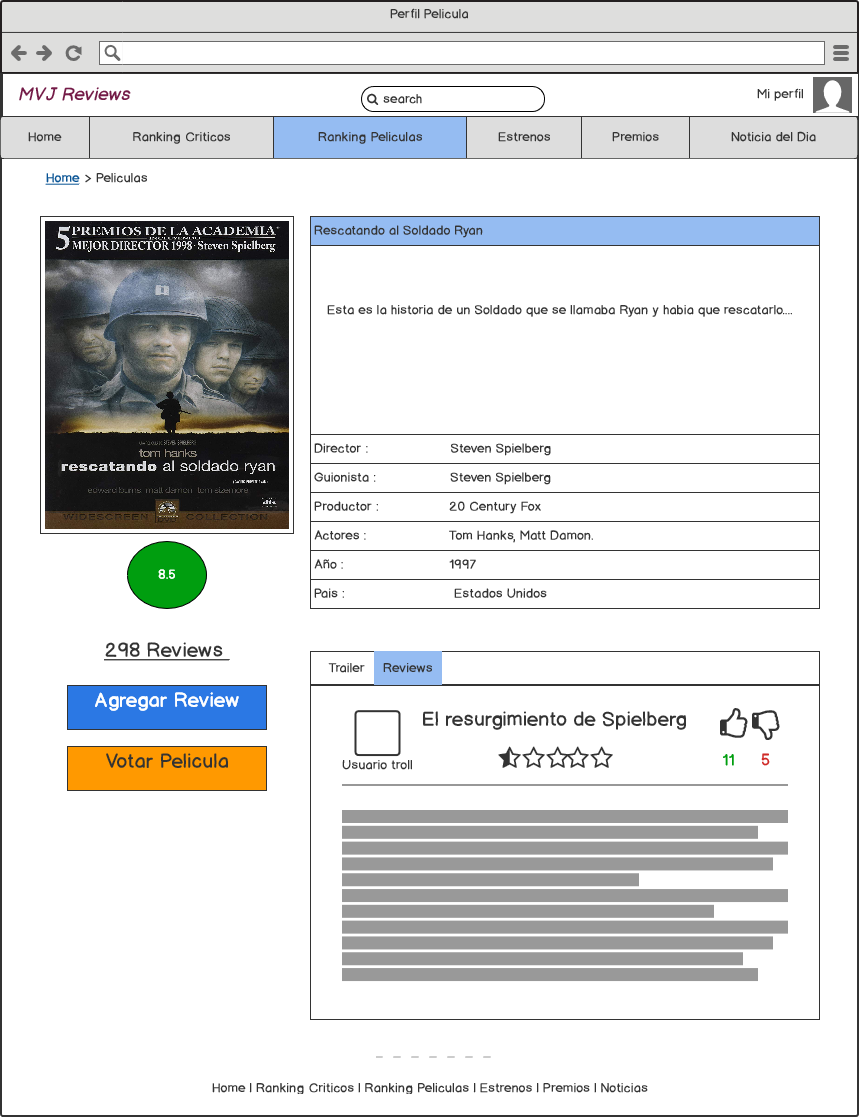 Perfil Pelicula
MVJ Reviews
search
Mi perfil
Home
Ranking Criticos
Ranking Peliculas
Estrenos
Premios
Noticia del Dia
Home > Peliculas
5 PREMIOS DE LA ACADEMIA
INCLUYENDO
MEJOR DIRECTOR 1998 - Steven Spielberg
tom hanks
rescatando al soldado ryan
edward burns matt damon tom sizemore
WIDESCREEN COLLECTION
8.5
298 Reviews
Agregar Review
Votar Pelicula
Rescatando al Soldado Ryan
Esta es la historia de un Soldado que se llamaba Ryan y habia que rescatarlo....
Director : Steven Spielberg
Guionista : Steven Spielberg
Productor : 20 Century Fox
Actores : Tom Hanks, Matt Damon.
Año : 1997
Pais : Estados Unidos
Trailer
Reviews
El resurgimiento de Spielberg
Usuario troll
11
5
Home | Ranking Criticos | Ranking Peliculas | Estrenos | Premios | Noticias